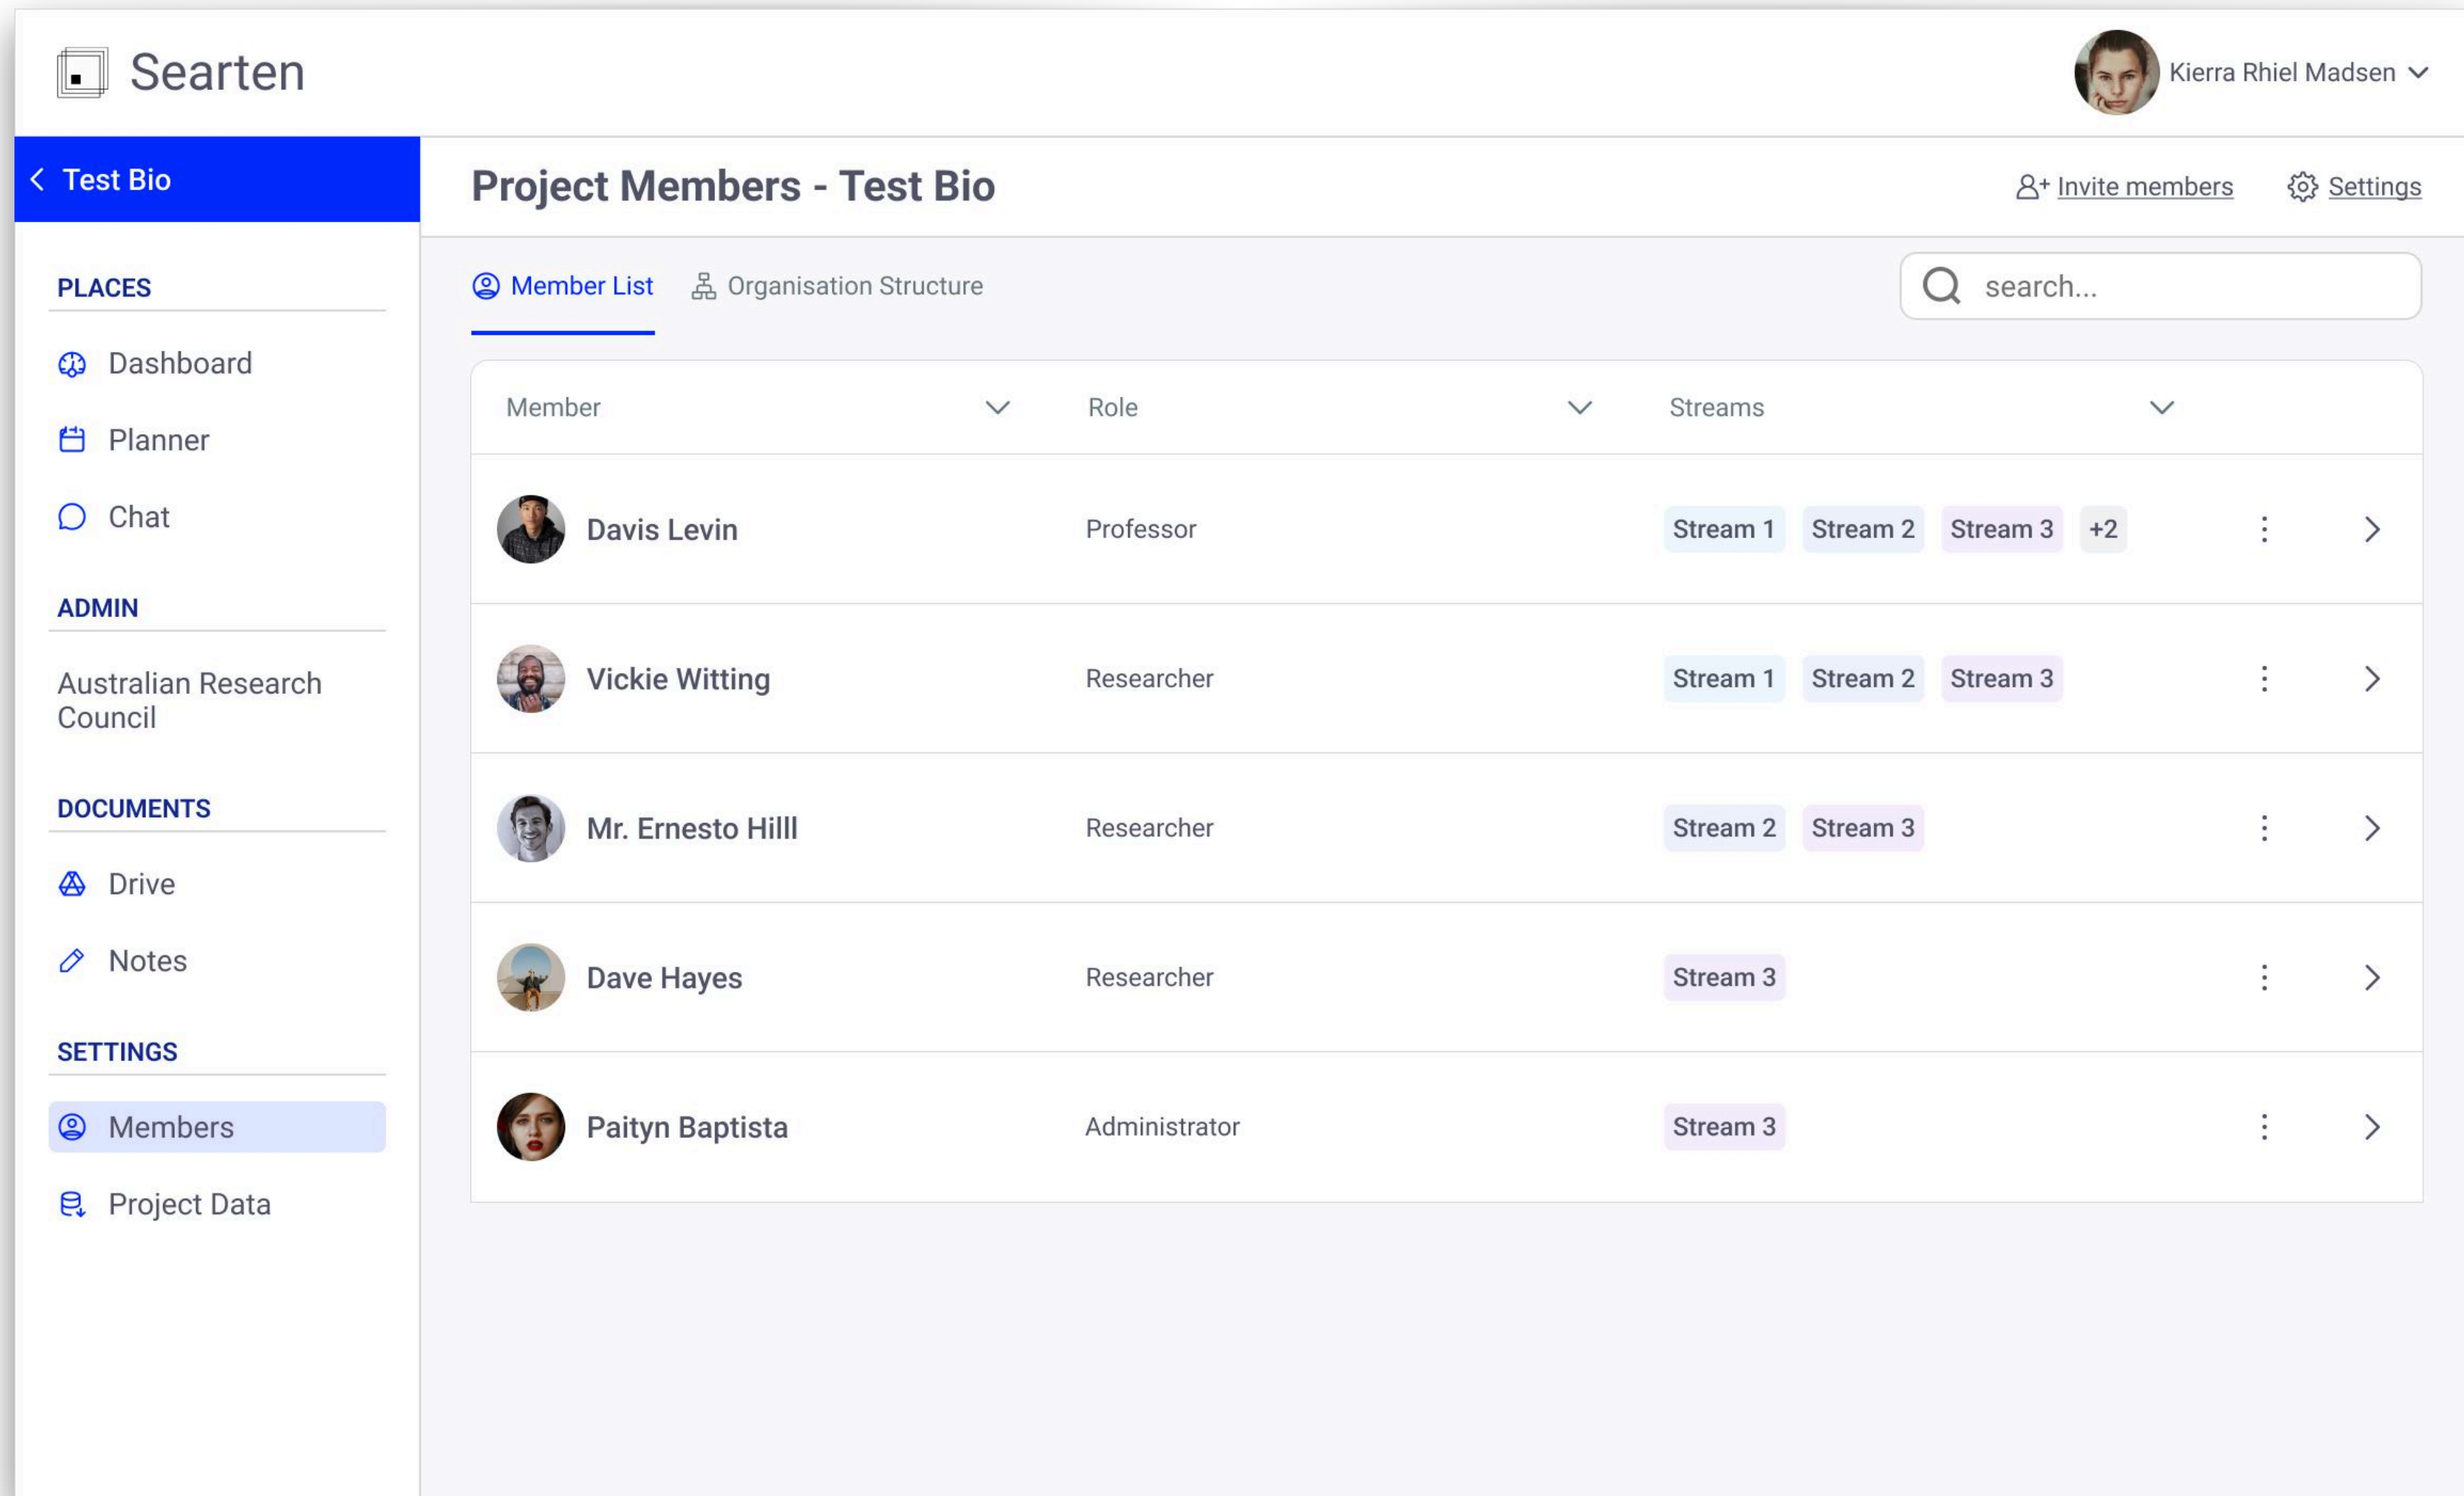 Searten
Kierra Rhiel Madsen
Test Bio
Project Members - Test Bio
Invite members
Settings
PLACES
Dashboard
Planner
Chat
ADMIN
Australian Research
Council
DOCUMENTS
Drive
Notes
SETTINGS
Members
Project Data
Member List
Organisation Structure
search...
Member Role Streams
Davis Levin Professor Stream 1 Stream 2 Stream 3 +2
Vickie Witting Researcher Stream 1 Stream 2 Stream 3
Mr. Ernesto Hilll Researcher Stream 2 Stream 3
Dave Hayes Researcher Stream 3
Paityn Baptista Administrator Stream 3